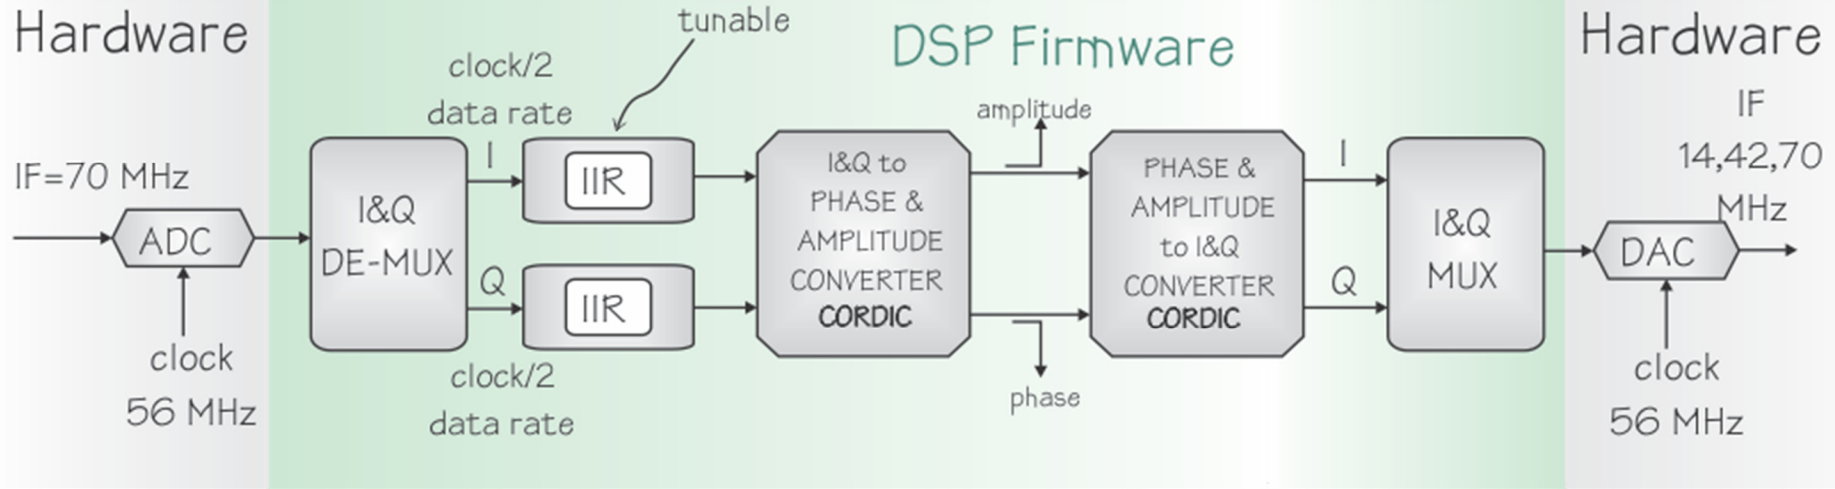 Hardware
IF=70 MHz
ADC
clock
56 MHz
DSP Firmware
tunable
clock/2
data rate
I&Q
DE-MUX
I
Q
IIR
IIR
clock/2
data rate
I&Q to
PHASE &
AMPLITUDE
CONVERTER
CORDIC
amplitude
phase
PHASE &
AMPLITUDE
to I&Q
CONVERTER
CORDIC
I
Q
I&Q
MUX
Hardware
IF
14,42,70
MHz
DAC
clock
56 MHz